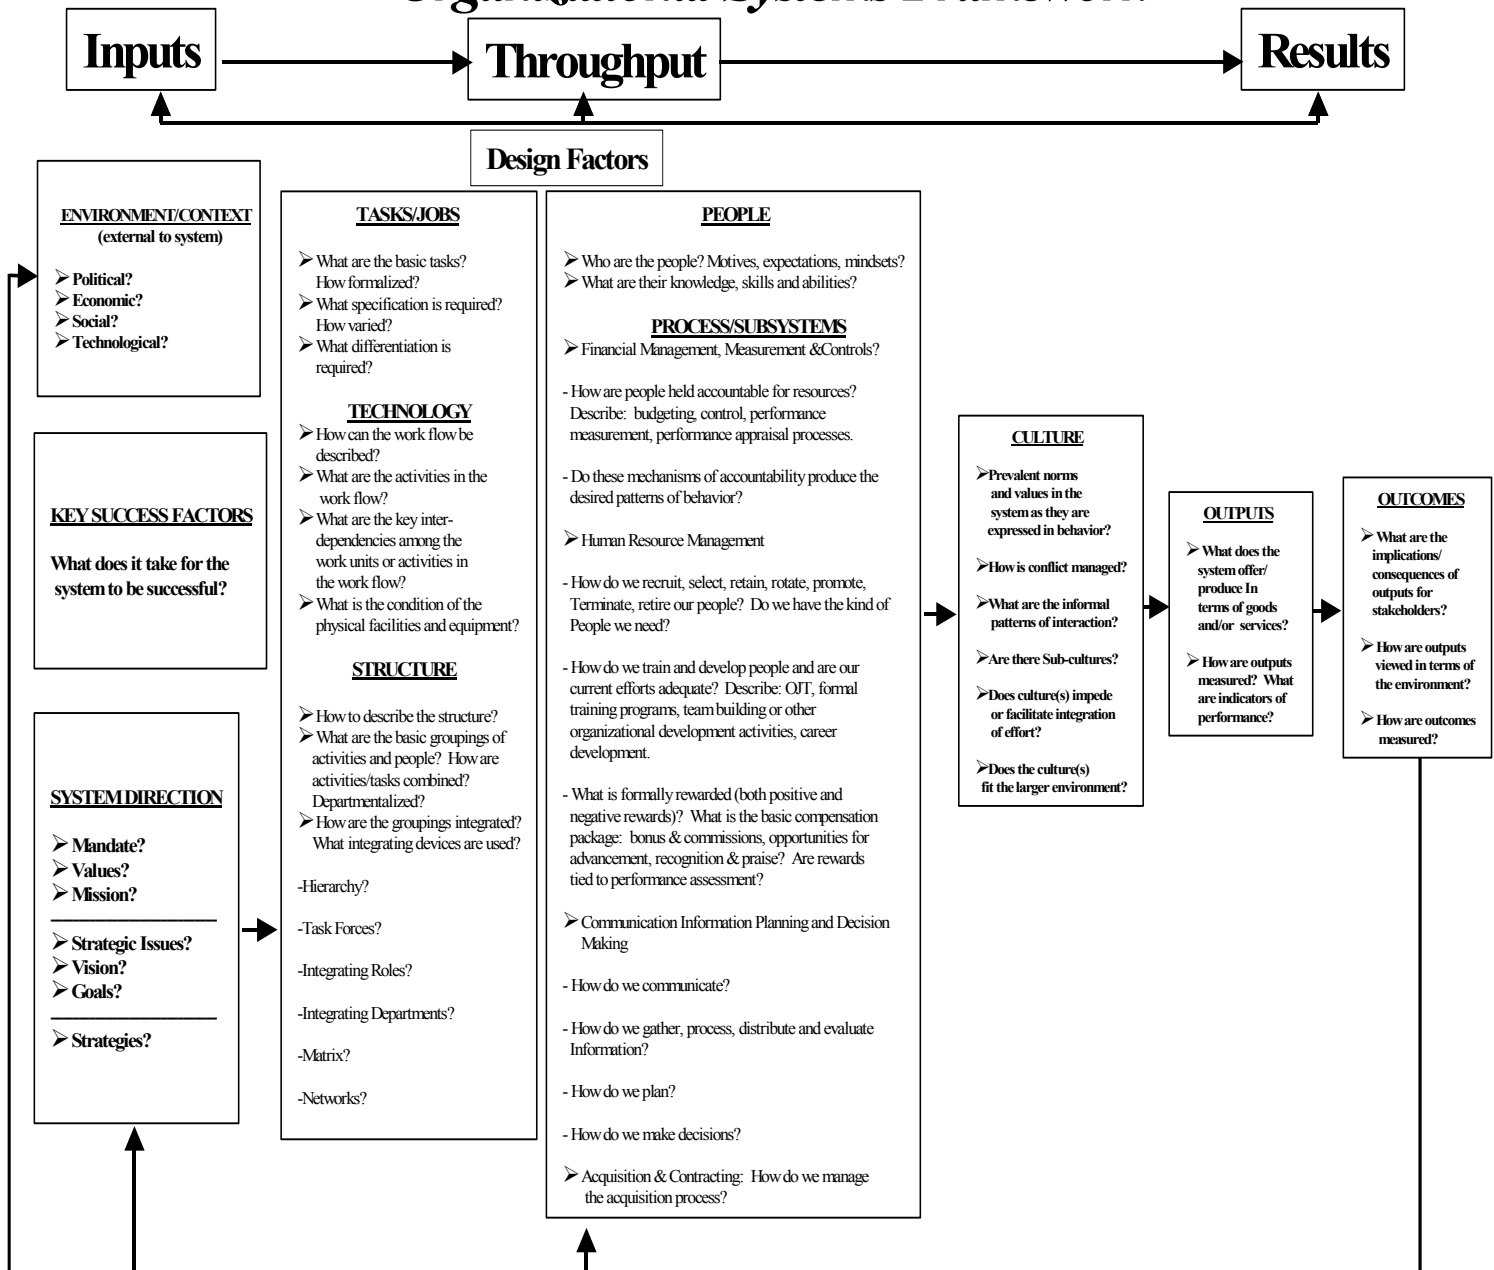 Organizational Systems Framework
Inputs
Throughput
Results
Design Factors
ENVIRONMENT/CONTEXT
(external to system)
➢ Political?
➢ Economic?
➢ Social?
➢ Technological?
KEY SUCCESS FACTORS
What does it take for the
system to be successful?
SYSTEM DIRECTION
➢ Mandate?
➢ Values?
➢ Mission?
➢ Strategic Issues?
➢ Vision?
➢ Goals?
➢ Strategies?
TASKS/JOBS
➢ What are the basic tasks?
How formalized?
➢ What specification is required?
How varied?
➢ What differentiation is
required?
TECHNOLOGY
➢ How can the work flow be
described?
➢ What are the activities in the
work flow?
➢ What are the key inter-
dependencies among the
work units or activities in
the work flow?
➢ What is the condition of the
physical facilities and equipment?
STRUCTURE
➢ How to describe the structure?
➢ What are the basic groupings of
activities and people? How are
activities/tasks combined?
Departmentalized?
➢ How are the groupings integrated?
What integrating devices are used?
-Hierarchy?
-Task Forces?
-Integrating Roles?
-Integrating Departments?
-Matrix?
-Networks?
PEOPLE
➢ Who are the people? Motives, expectations, mindsets?
➢ What are their knowledge, skills and abilities?
PROCESS/SUBSYSTEMS
➢ Financial Management, Measurement &Controls?
- How are people held accountable for resources?
Describe: budgeting, control, performance
measurement, performance appraisal processes.
- Do these mechanisms of accountability produce the
desired patterns of behavior?
➢ Human Resource Management
- How do we recruit, select, retain, rotate, promote,
Terminate, retire our people? Do we have the kind of
People we need?
- How do we train and develop people and are our
current efforts adequate? Describe: OJT, formal
training programs, team building or other
organizational development activities, career
development.
- What is formally rewarded (both positive and
negative rewards)? What is the basic compensation
package: bonus & commissions, opportunities for
advancement, recognition & praise? Are rewards
tied to performance assessment?
➢ Communication Information Planning and Decision
Making
- How do we communicate?
- How do we gather, process, distribute and evaluate
Information?
- How do we plan?
- How do we make decisions?
➢ Acquisition & Contracting: How do we manage
the acquisition process?
CULTURE
➢Prevalent norms
and values in the
system as they are
expressed in behavior?
➢How is conflict managed?
➢What are the informal
patterns of interaction?
➢Are there Sub-cultures?
➢Does culture(s) impede
or facilitate integration
of effort?
➢Does the culture(s)
fit the larger environment?
OUTPUTS
➢ What does the
system offer/
produce In
terms of goods
and/or services?
➢ How are outputs
measured? What
are indicators of
performance?
OUTCOMES
➢ What are the
implications/
consequences of
outputs for
stakeholders?
➢ How are outputs
viewed in terms of
the environment?
➢ How are outcomes
measured?